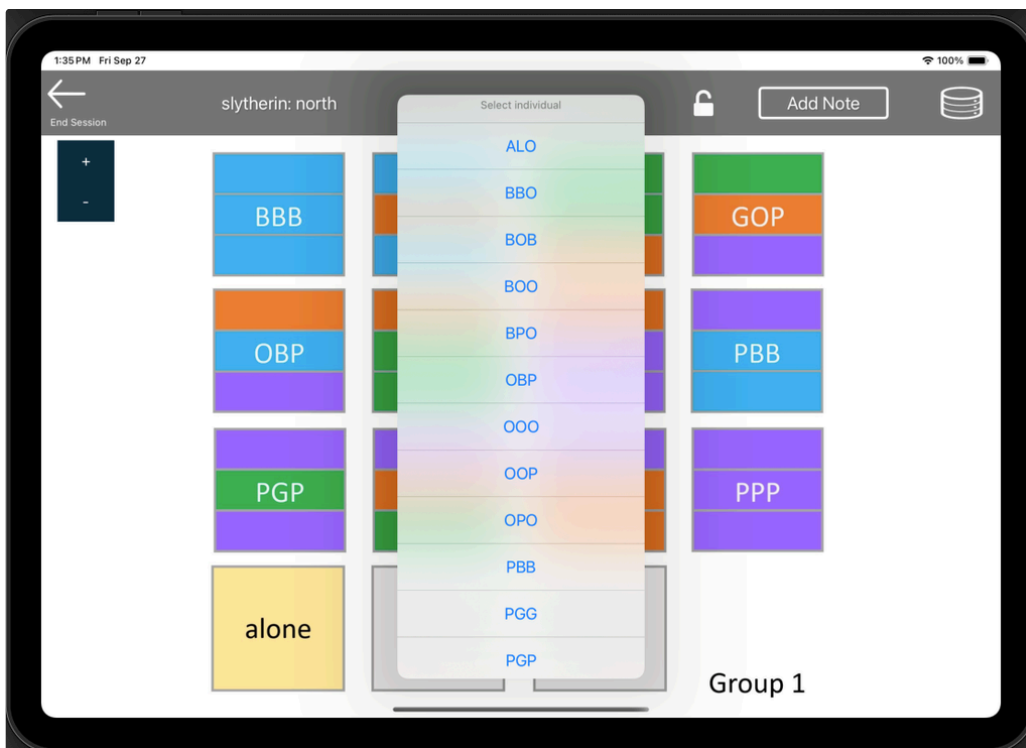 1:35 PM Fri Sep 27
100%
End Session
slytherin: north
Select individual
Add Note
+
-
ALO
BBO
BOB
BOO
BPO
OBP
OOO
OOP
OPO
PBB
PGG
PGP
BBB
GOP
OBP
PBB
PGP
PPP
alone
Group 1